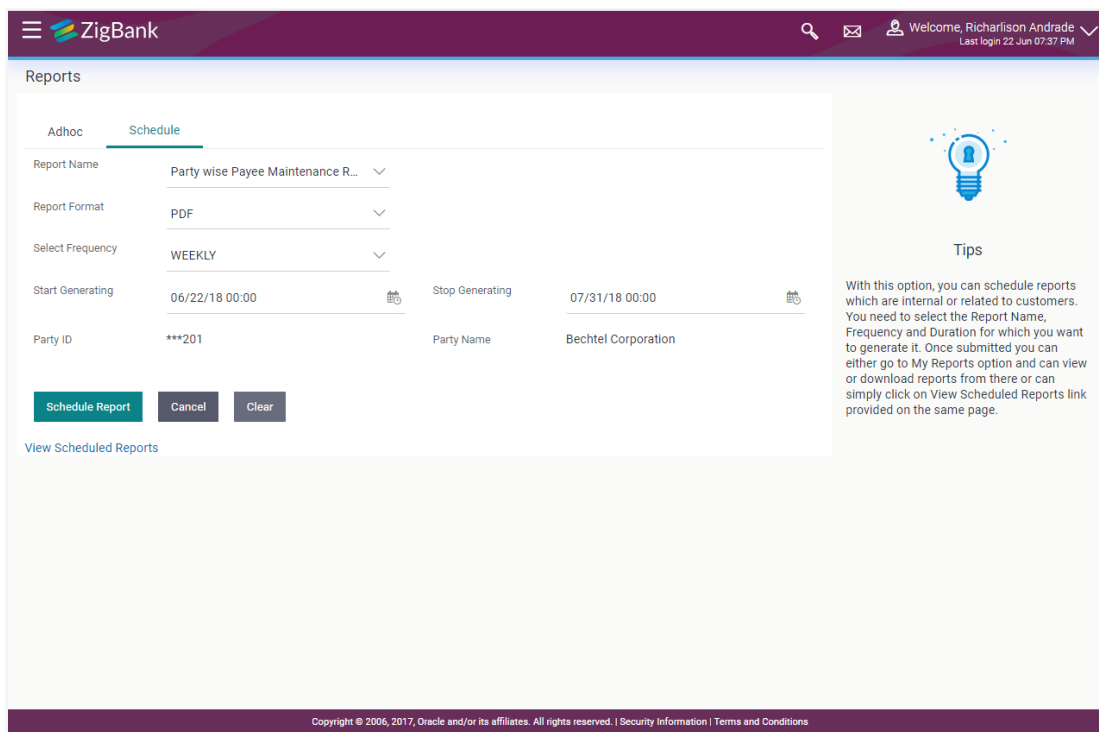 ZigBank
Welcome, Richarlison Andrade
Last login 22 Jun 07:37 PM
Reports
Adhoc Schedule
Report Name Party wise Payee Maintenance R...
Report Format PDF
Select Frequency WEEKLY
Start Generating 06/22/18 00:00 Stop Generating 07/31/18 00:00
Party ID ***201 Party Name Bechtel Corporation
Schedule Report Cancel Clear
View Scheduled Reports
Tips
With this option, you can schedule reports
which are internal or related to customers.
You need to select the Report Name,
Frequency and Duration for which you want
to generate it. Once submitted you can
either go to My Reports option and can view
or download reports from there or can
simply click on View Scheduled Reports link
provided on the same page.
Copyright © 2006, 2017, Oracle and/or its affiliates. All rights reserved. | Security Information | Terms and Conditions